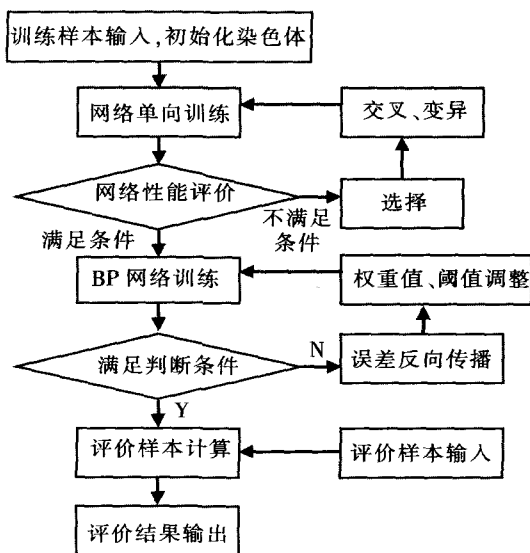 训练样本输入,初始化染色体
网络单向训练
交叉、变异
网络性能评价
选择
不满足
条件
满足条件
BP 网络训练
权重值、阈值调整
满足判断条件
N
误差反向传播
Y
评价样本计算
评价样本输入
评价结果输出